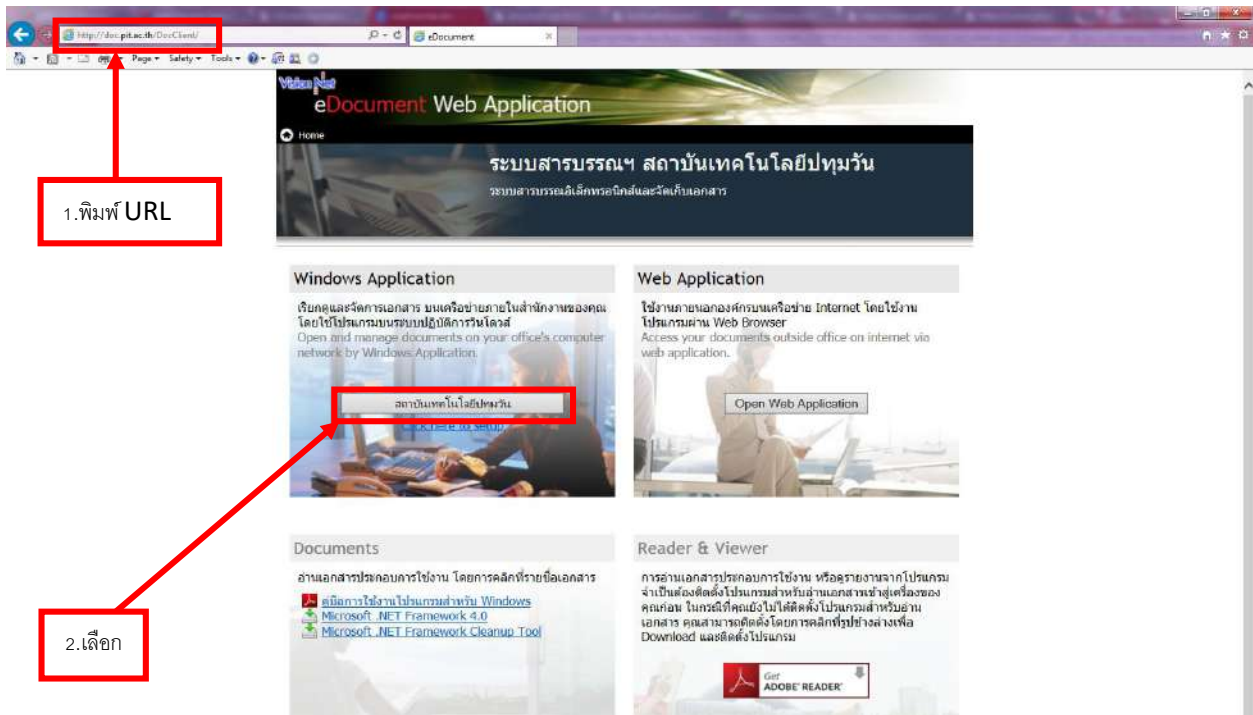 http://doc.pit.ac.th/DocClient/
eDocument
Page
Safety
Tools
Vision Net
eDocument Web Application
Home
ระบบสารบรรณฯ สถาบันเทคโนโลยีปทุมวัน
ระบบสารบรรณอิเล็กทรอนิกส์และจัดเก็บเอกสาร
1.พิมพ์ URL
Windows Application
เรียกดูและจัดการเอกสาร บนเครือข่ายภายในสำนักงานของคุณ
โดยใช้โปรแกรมบนระบบปฏิบัติการวินโดวส์
Open and manage documents on your office's computer
network by Windows Application.
สถาบันเทคโนโลยีปทุมวัน
Click here to setup
Web Application
ใช้งานภายนอกองค์กรบนเครือข่าย Internet โดยใช้งาน
โปรแกรมผ่าน Web Browser
Access your documents outside office on internet via
web application.
Open Web Application
Documents
อ่านเอกสารประกอบการใช้งาน โดยการคลิกที่รายชื่อเอกสาร
คู่มือการใช้งานโปรแกรมสำหรับ Windows
Microsoft .NET Framework 4.0
Microsoft .NET Framework Cleanup Tool
2.เลือก
Reader & Viewer
การอ่านเอกสารประกอบการใช้งาน หรือดูรายงานจากโปรแกรม
จำเป็นต้องติดตั้งโปรแกรมสำหรับอ่านเอกสารเข้าสู่เครื่องของ
คุณก่อน ในกรณีที่คุณยังไม่ได้ติดตั้งโปรแกรมสำหรับอ่าน
เอกสาร คุณสามารถติดตั้งโดยการคลิกที่รูปข้างล่างเพื่อ
Download และติดตั้งโปรแกรม
Get
ADOBE® READER®